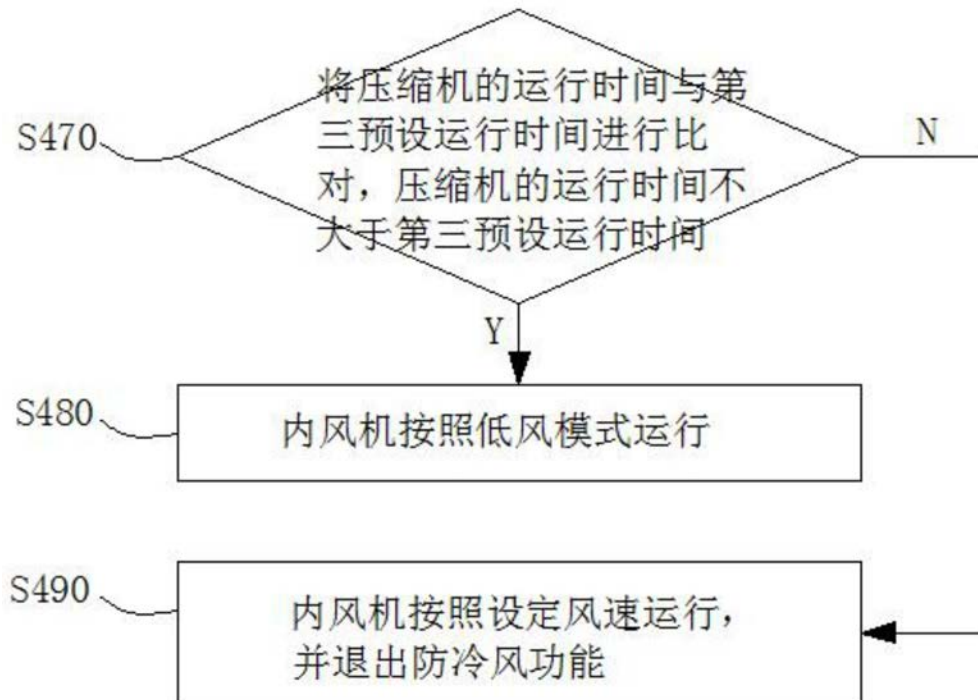 将压缩机的运行时间与第
三预设运行时间进行比
对，压缩机的运行时间不
大于第三预设运行时间
S470
N
Y
S480
内风机按照低风模式运行
S490
内风机按照设定风速运行，
并退出防冷风功能